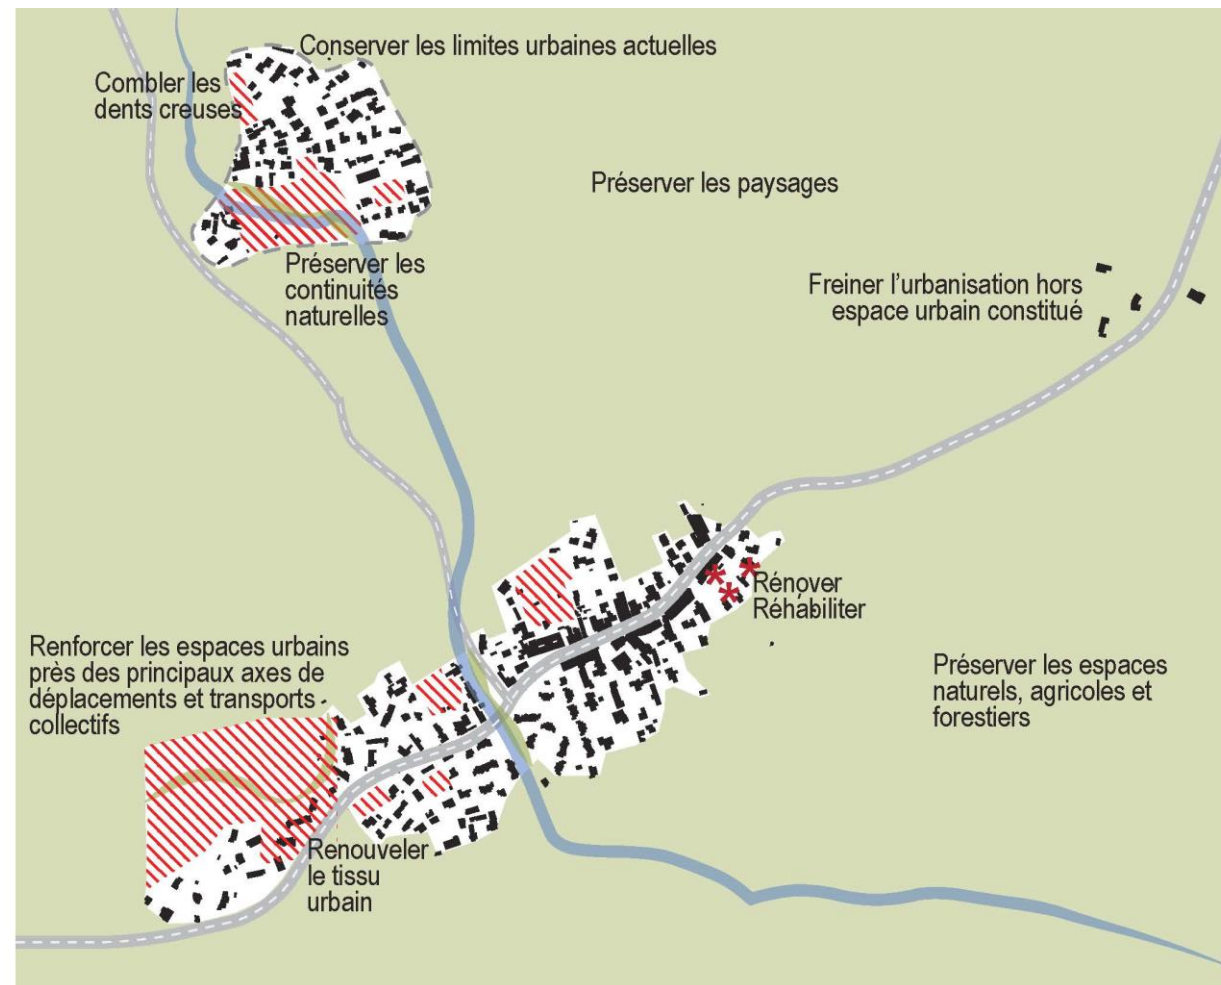 Conserver les limites urbaines actuelles
Combler les
dents creuses
Préserver les paysages
Préserver les
continuités
naturelles
Freiner l'urbanisation hors
espace urbain constitué
Rénover
Réhabiliter
Renforcer les espaces urbains
près des principaux axes de
déplacements et transports
collectifs
Préserver les espaces
naturels, agricoles et
forestiers
Renouveler
le tissu
urbain